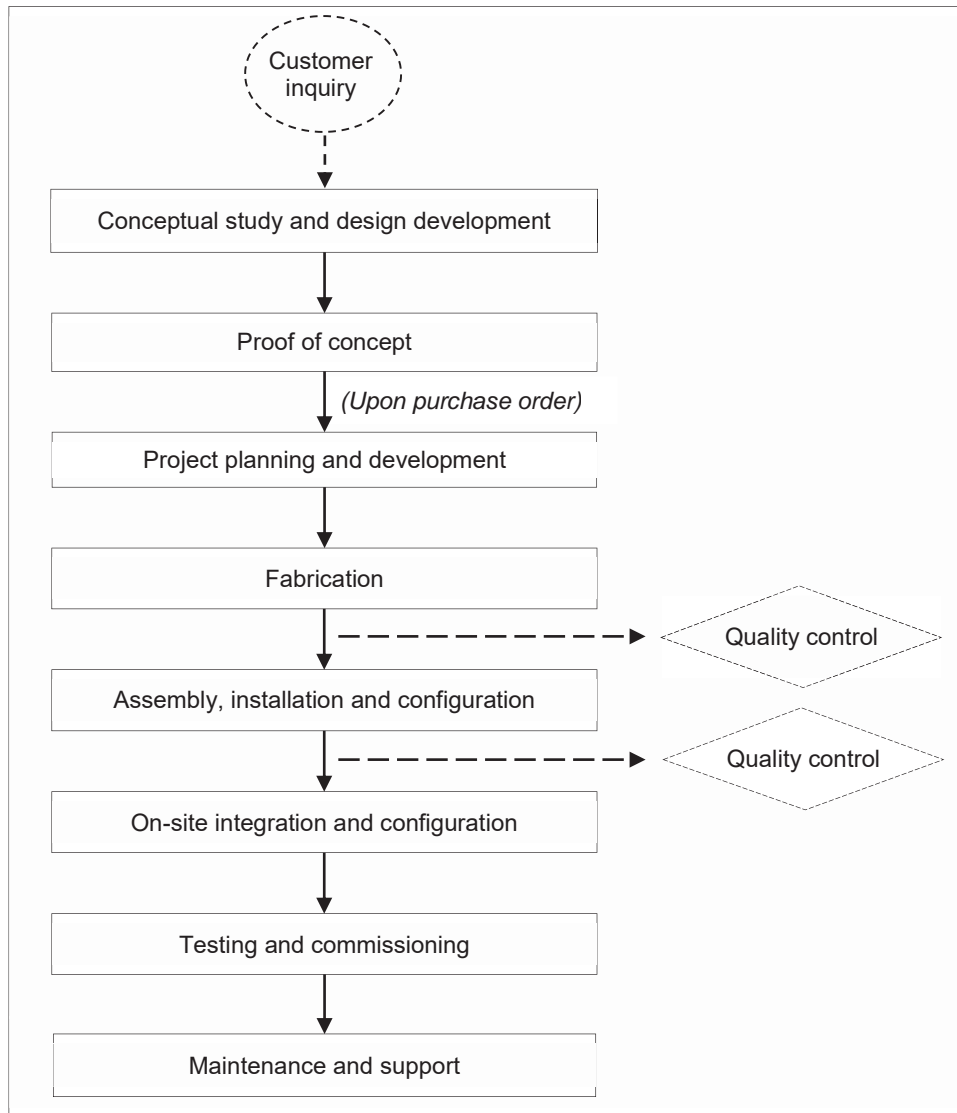 Customer
inquiry
Conceptual study and design development
Proof of concept
(Upon purchase order)
Project planning and development
Fabrication
Quality control
Assembly, installation and configuration
Quality control
On-site integration and configuration
Testing and commissioning
Maintenance and support